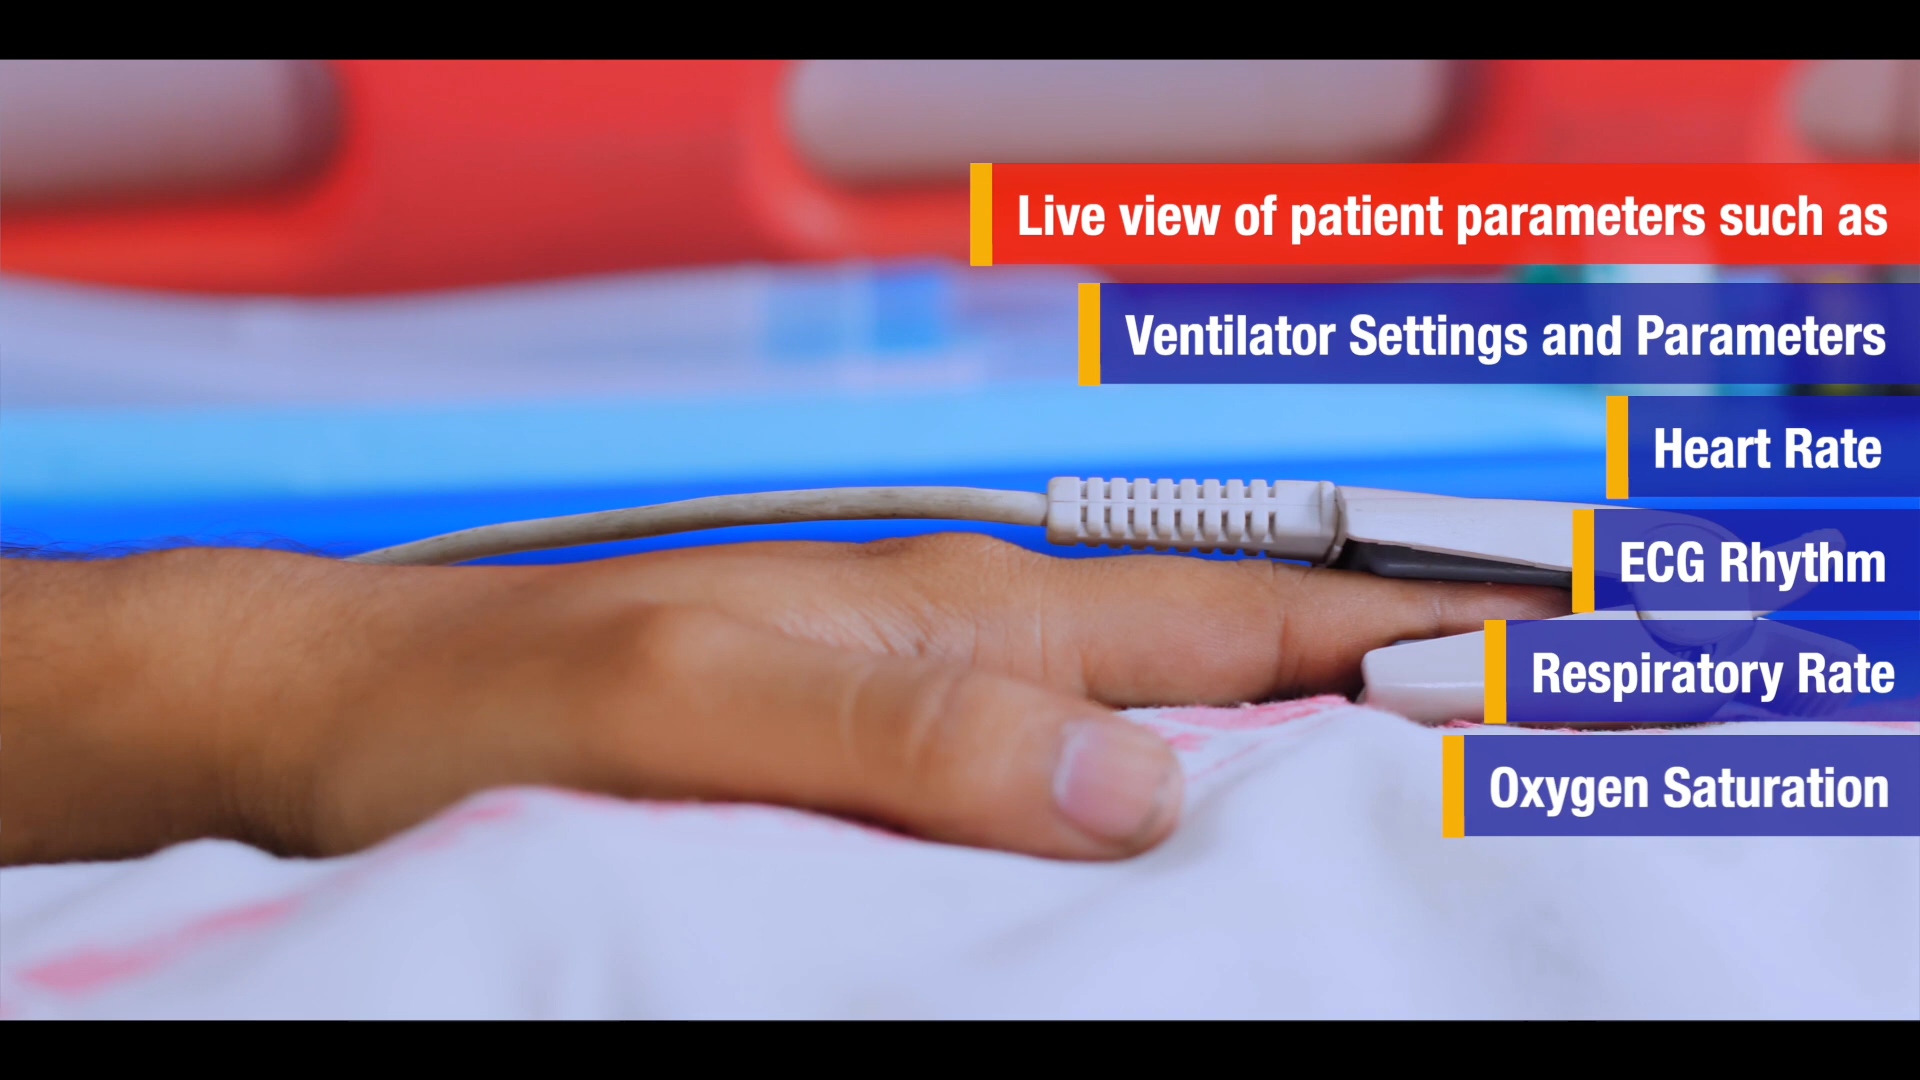 Live view of patient parameters such as
Ventilator Settings and Parameters
Heart Rate
ECG Rhythm
Respiratory Rate
Oxygen Saturation